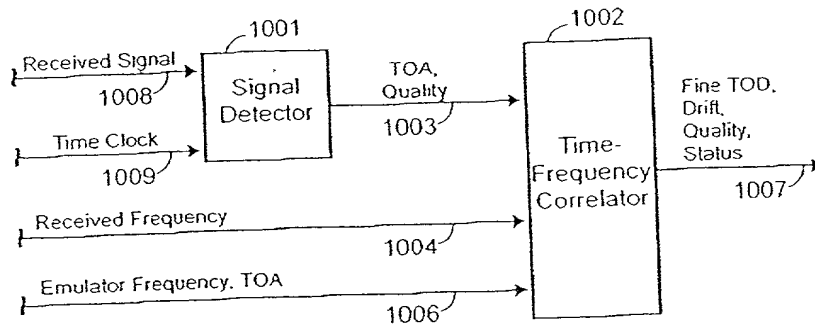 1001
1002
Received Signal
1008
Signal
Detector
TOA,
Quality
1003
Fine TOD,
Drift,
Quality,
Status
1007
Time Clock
1009
Time-
Frequency
Correlator
Received Frequency
1004
Emulator Frequency, TOA
1006